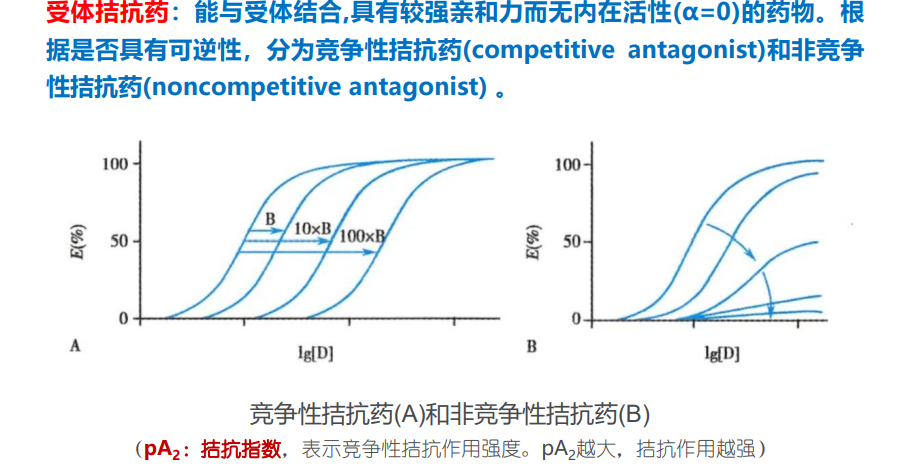 受体拮抗药：能与受体结合,具有较强亲和力而无内在活性(α=0)的药物。根
据是否具有可逆性，分为竞争性拮抗药(competitive antagonist)和非竞争
性拮抗药(noncompetitive antagonist) 。
100
50
0
E(%)
B
10×B
100×B
A
lg[D]
100
50
0
E(%)
B
lg[D]
竞争性拮抗药(A)和非竞争性拮抗药(B)
（pA₂：拮抗指数，表示竞争性拮抗作用强度。pA₂越大，拮抗作用越强）